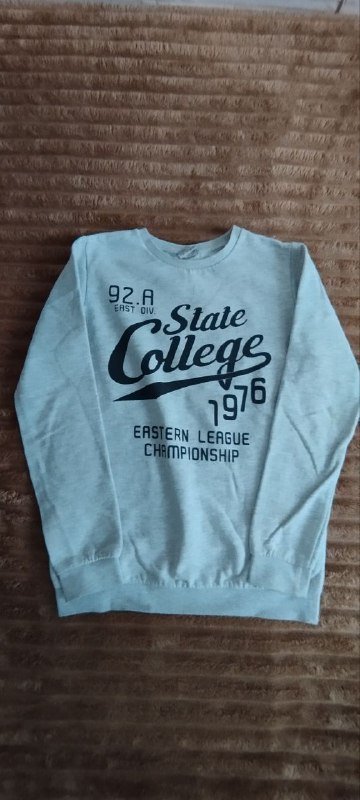 92.A
EAST DIV.
State
College
1976
EASTERN LEAGUE
CHAMPIONSHIP